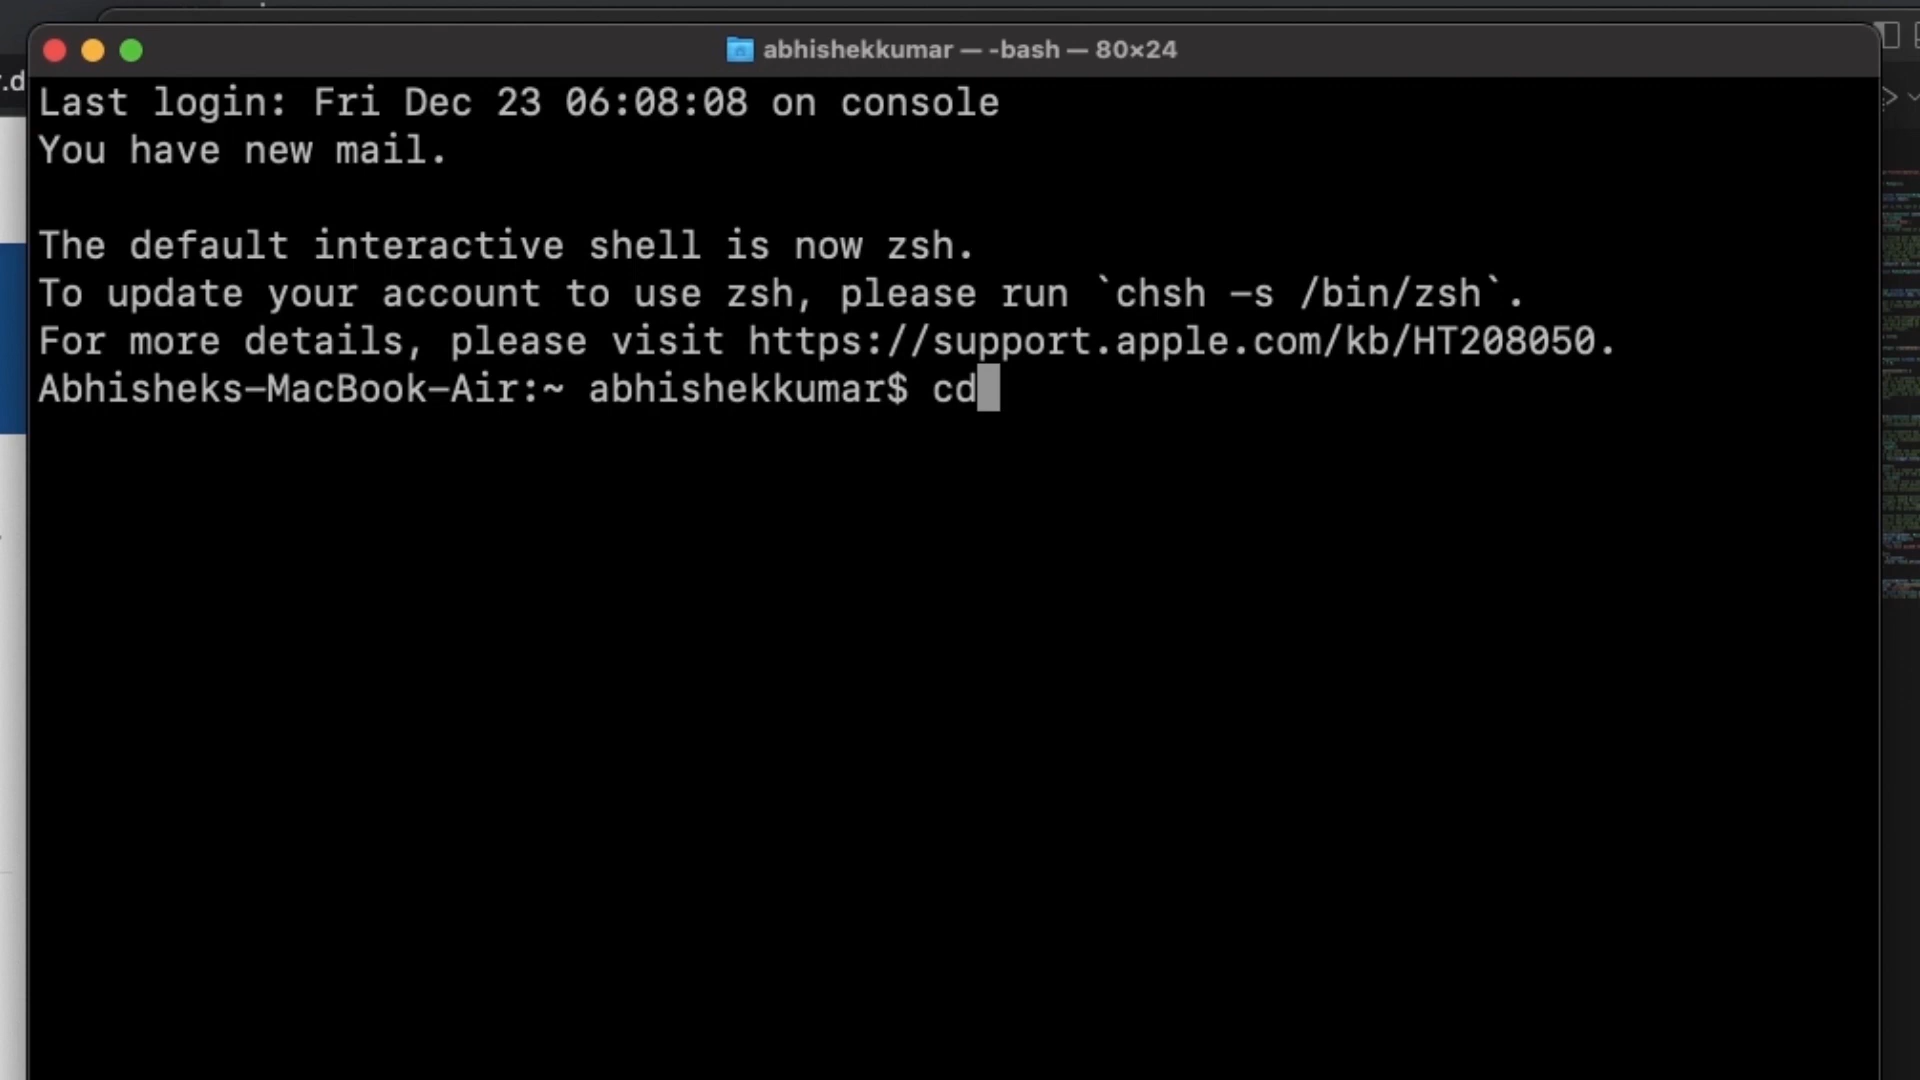 abhishekkumar — -bash — 80×24
r.d
Last login: Fri Dec 23 06:08:08 on console
You have new mail.
The default interactive shell is now zsh.
To update your account to use zsh, please run `chsh -s /bin/zsh`.
For more details, please visit https://support.apple.com/kb/HT208050.
Abhisheks-MacBook-Air:~ abhishekkumar$ cd